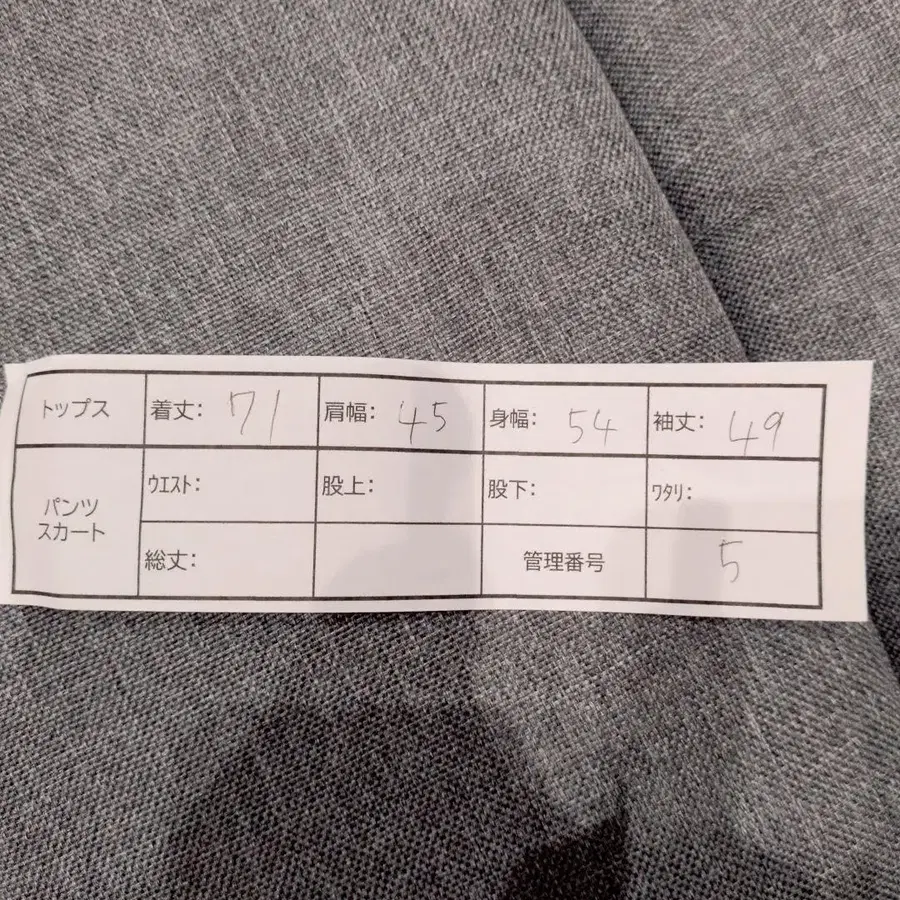 トップス 着丈: 71 肩幅: 45 身幅: 54 袖丈: 49
パンツ スカート ウエスト: 股上: 股下: ワタリ:
総丈: 管理番号 5